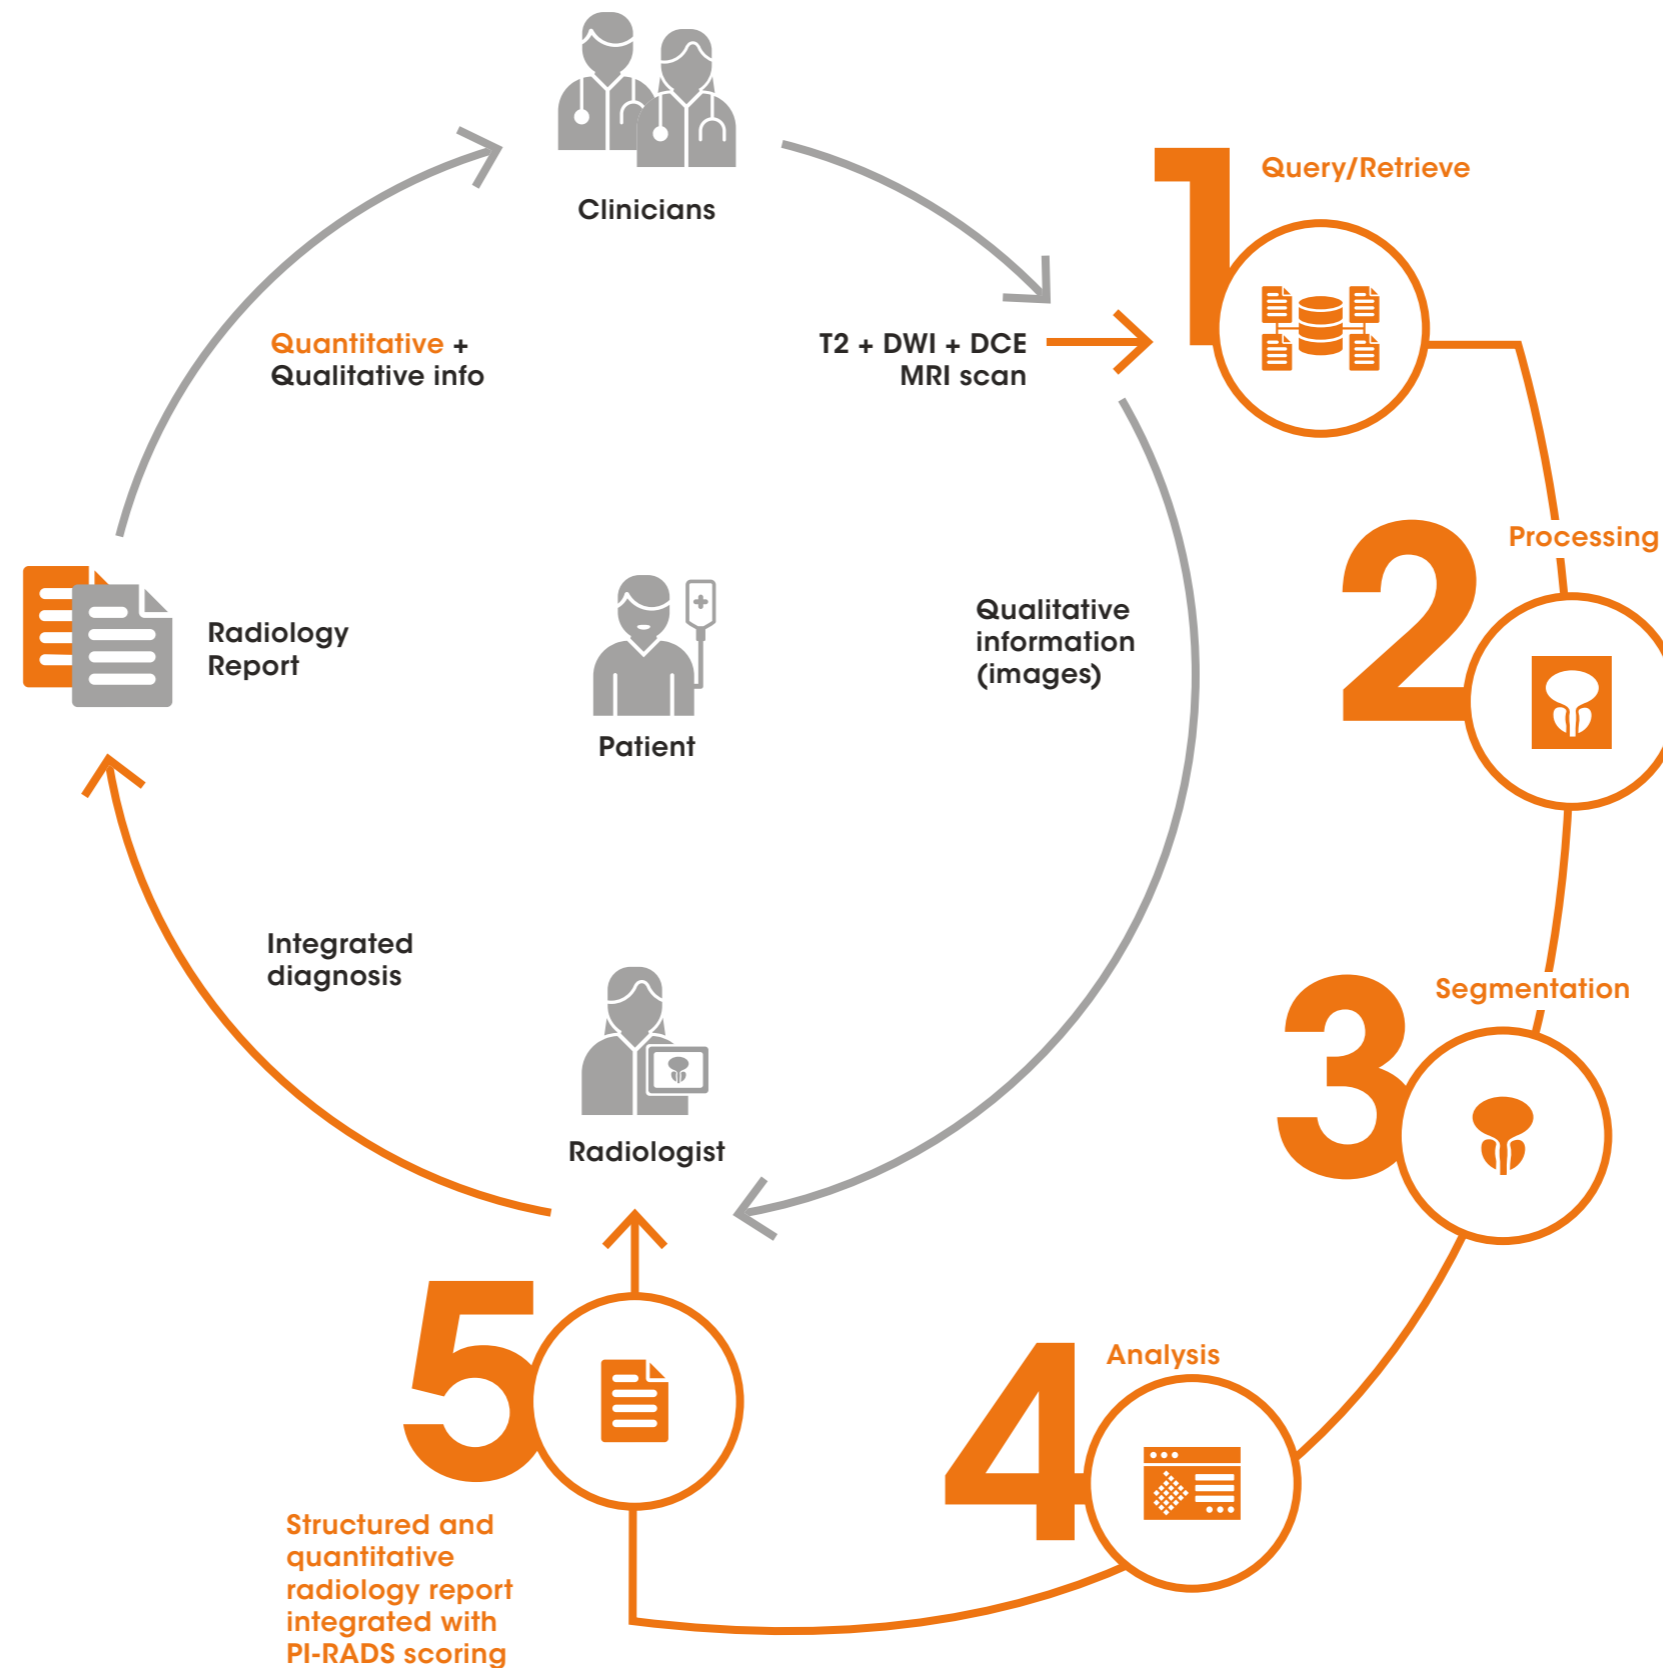 Clinicians
1
Query/Retrieve
Quantitative +
Qualitative info
T2 + DWI + DCE
MRI scan
2
Processing
Radiology
Report
Patient
Qualitative
information
(images)
Integrated
diagnosis
3
Segmentation
Radiologist
4
Analysis
5
Structured and
quantitative
radiology report
integrated with
PI-RADS scoring